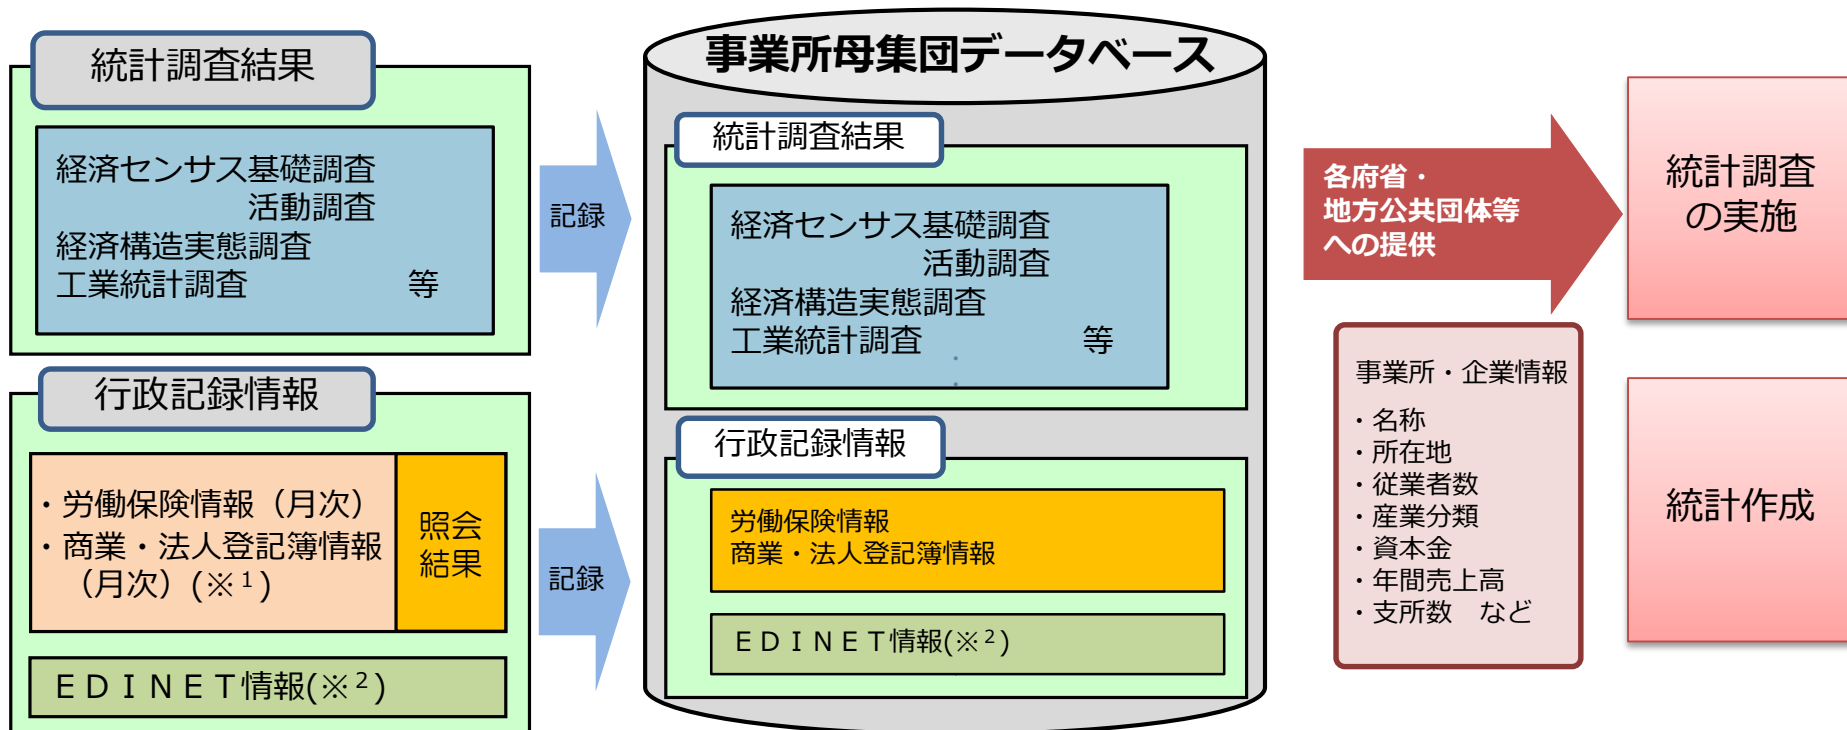 統計調査結果
経済センサス基礎調査
活動調査
経済構造実態調査
工業統計調査　　　　　等
行政記録情報
・労働保険情報（月次）
・商業・法人登記簿情報
（月次）(※1)
照会
結果
ＥＤＩＮＥＴ情報(※2)
記録
記録
事業所母集団データベース
統計調査結果
経済センサス基礎調査
活動調査
経済構造実態調査
工業統計調査　　　　　等
行政記録情報
労働保険情報
商業・法人登記簿情報
ＥＤＩＮＥＴ情報(※2)
各府省・
地方公共団体等
への提供
事業所・企業情報
・名称
・所在地
・従業者数
・産業分類
・資本金
・年間売上高
・支所数　など
統計調査
の実施
統計作成